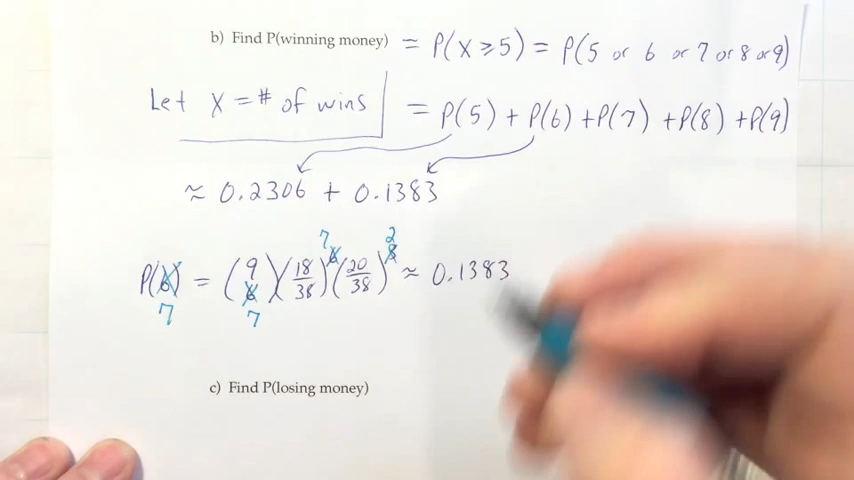 b) Find P(winning money) = P(X ≥ 5) = P(5 or 6 or 7 or 8 or 9)
Let X = # of wins = P(5) + P(6) + P(7) + P(8) + P(9)
≈ 0.2306 + 0.1383
7 2
P(6) = (9 6)(18/38)^6 (20/38)^3 ≈ 0.1383
7 7
c) Find P(losing money)